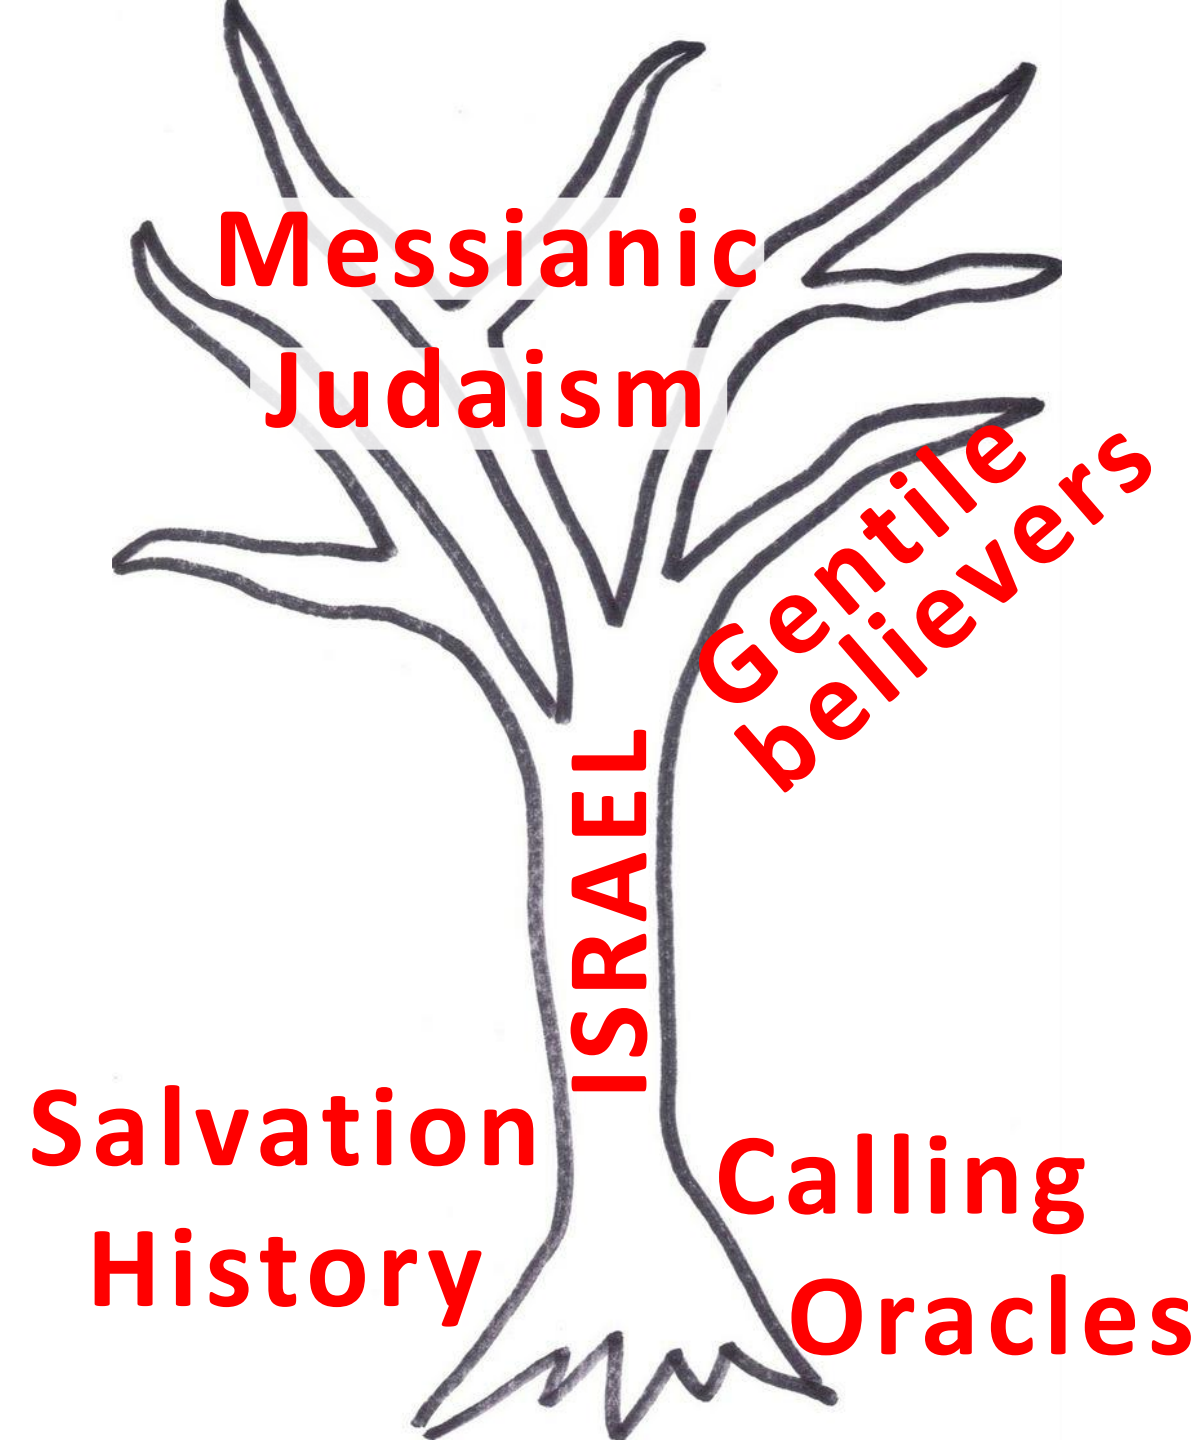 Messianic
Judaism
Gentile
believers
ISRAEL
Salvation
History
Calling
Oracles